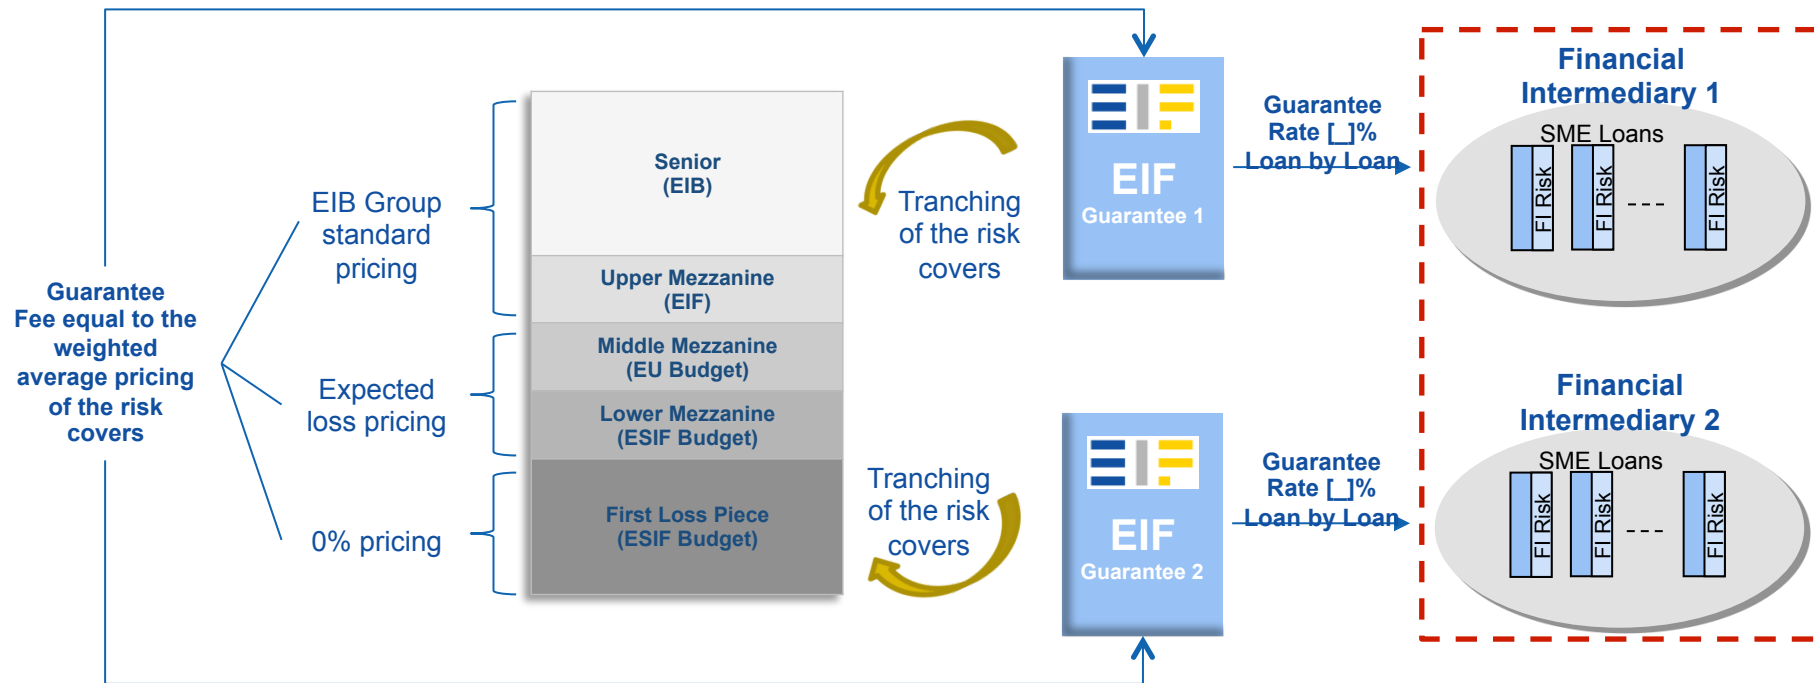 Guarantee
Fee equal to the
weighted
average pricing
of the risk
covers
EIB Group
standard
pricing
Expected
loss pricing
0% pricing
Senior
(EIB)
Upper Mezzanine
(EIF)
Middle Mezzanine
(EU Budget)
Lower Mezzanine
(ESIF Budget)
First Loss Piece
(ESIF Budget)
Tranching
of the risk
covers
Tranching
of the risk
covers
EIF
Guarantee 1
EIF
Guarantee 2
Guarantee
Rate [_]%
Loan by Loan
Guarantee
Rate [_]%
Loan by Loan
Financial
Intermediary 1
SME Loans
FI Risk
FI Risk
---
FI Risk
Financial
Intermediary 2
SME Loans
FI Risk
FI Risk
---
FI Risk